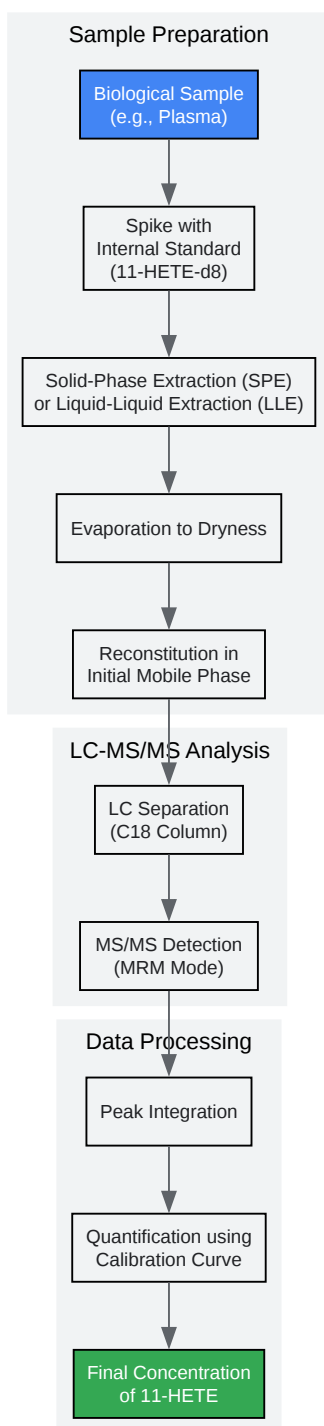 Sample Preparation
Biological Sample
(e.g., Plasma)
Spike with
Internal Standard
(11-HETE-d8)
Solid-Phase Extraction (SPE)
or Liquid-Liquid Extraction (LLE)
Evaporation to Dryness
Reconstitution in
Initial Mobile Phase
LC-MS/MS Analysis
LC Separation
(C18 Column)
MS/MS Detection
(MRM Mode)
Data Processing
Peak Integration
Quantification using
Calibration Curve
Final Concentration
of 11-HETE